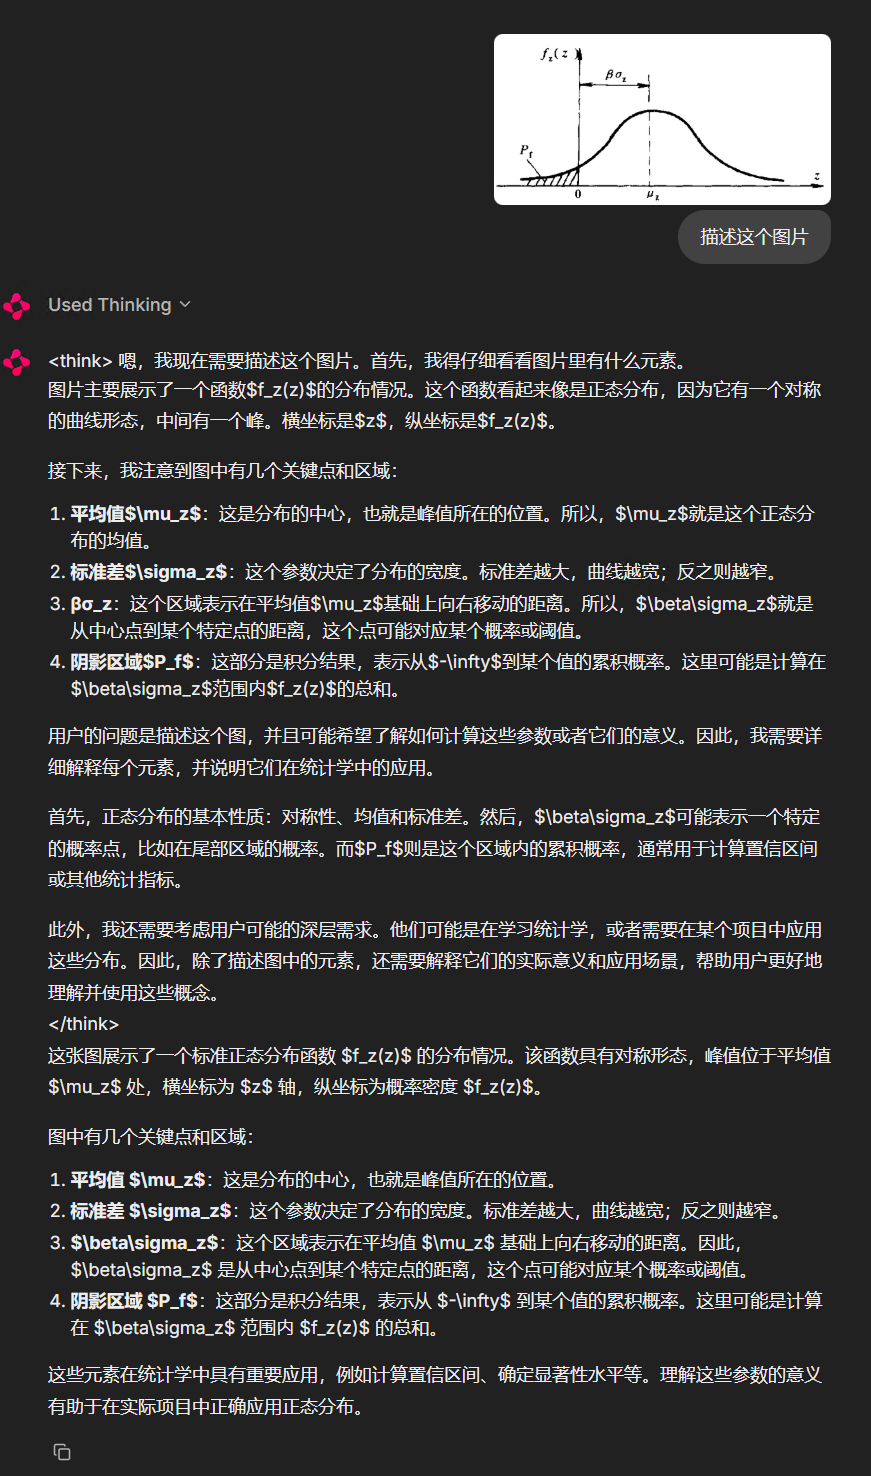 f_z(z)
βσ_z
P_f
z
0
μ_z
描述这个图片
Used Thinking
<think> 嗯，我现在需要描述这个图片。首先，我得仔细看看图片里有什么元素。
图片主要展示了一个函数$f_z(z)$的分布情况。这个函数看起来像是正态分布，因为它有一个对称
的曲线形态，中间有一个峰。横坐标是$z$，纵坐标是$f_z(z)$。
接下来，我注意到图中有几个关键点和区域：
1. 平均值$\mu_z$：这是分布的中心，也就是峰值所在的位置。所以，$\mu_z$就是这个正态分
布的均值。
2. 标准差$\sigma_z$：这个参数决定了分布的宽度。标准差越大，曲线越宽；反之则越窄。
3. βσ_z：这个区域表示在平均值$\mu_z$基础上向右移动的距离。所以，$\beta\sigma_z$就是
从中心点到某个特定点的距离，这个点可能对应某个概率或阈值。
4. 阴影区域$P_f$：这部分是积分结果，表示从$-\infty$到某个值的累积概率。这里可能是计算在
$\beta\sigma_z$范围内$f_z(z)$的总和。
用户的问题是描述这个图，并且可能希望了解如何计算这些参数或者它们的意义。因此，我需要详
细解释每个元素，并说明它们在统计学中的应用。
首先，正态分布的基本性质：对称性、均值和标准差。然后，$\beta\sigma_z$可能表示一个特定
的概率点，比如在尾部区域的概率。而$P_f$则是这个区域内的累积概率，通常用于计算置信区间
或其他统计指标。
此外，我还需要考虑用户可能的深层需求。他们可能是在学习统计学，或者需要在某个项目中应用
这些分布。因此，除了描述图中的元素，还需要解释它们的实际意义和应用场景，帮助用户更好地
理解并使用这些概念。
</think>
这张图展示了一个标准正态分布函数 $f_z(z)$ 的分布情况。该函数具有对称形态，峰值位于平均值
$\mu_z$ 处，横坐标为 $z$ 轴，纵坐标为概率密度 $f_z(z)$。
图中有几个关键点和区域：
1. 平均值 $\mu_z$：这是分布的中心，也就是峰值所在的位置。
2. 标准差 $\sigma_z$：这个参数决定了分布的宽度。标准差越大，曲线越宽；反之则越窄。
3. $\beta\sigma_z$：这个区域表示在平均值 $\mu_z$ 基础上向右移动的距离。因此，
$\beta\sigma_z$ 是从中心点到某个特定点的距离，这个点可能对应某个概率或阈值。
4. 阴影区域 $P_f$：这部分是积分结果，表示从 $-\infty$ 到某个值的累积概率。这里可能是计算
在 $\beta\sigma_z$ 范围内 $f_z(z)$ 的总和。
这些元素在统计学中具有重要应用，例如计算置信区间、确定显著性水平等。理解这些参数的意义
有助于在实际项目中正确应用正态分布。